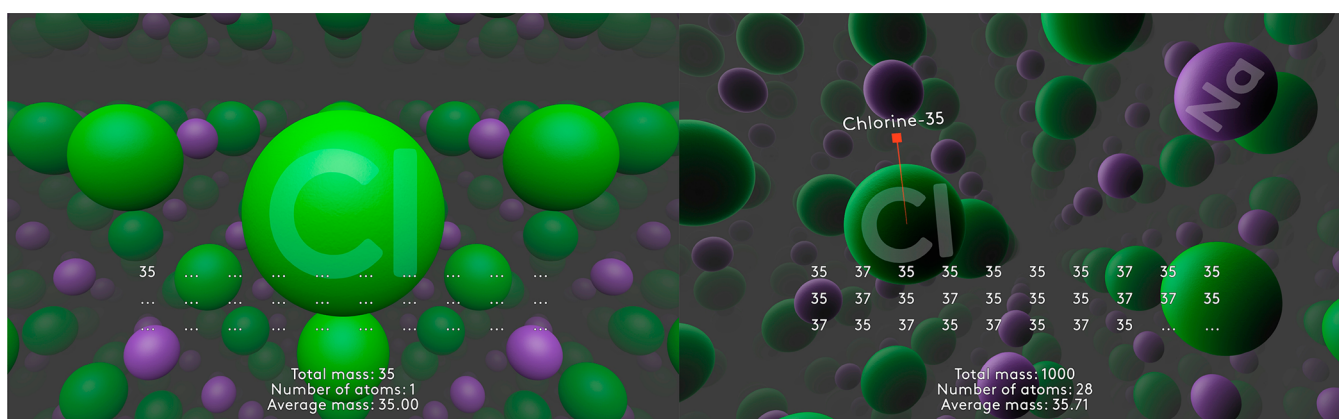 Cl
35 ... ... ... ... ... ... ... ... ...
... ... ... ... ... ... ... ... ... ...
... ... ... ... ... ... ... ... ... ...
Total mass: 35
Number of atoms: 1
Average mass: 35.00
Na
Chlorine-35
Cl
35 37 35 35 35 35 35 37 35 35
35 37 35 37 35 35 35 37 37 35
37 35 37 35 37 35 37 35 ... ...
Total mass: 1000
Number of atoms: 28
Average mass: 35.71